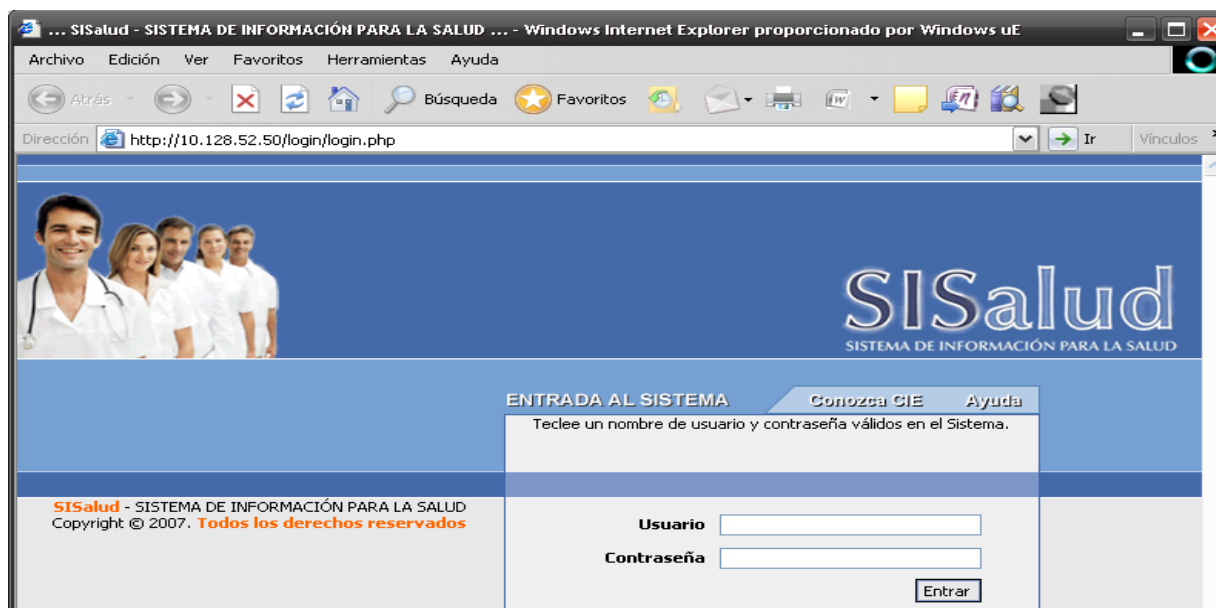 ... SISalud - SISTEMA DE INFORMACIÓN PARA LA SALUD ... - Windows Internet Explorer proporcionado por Windows uE
Archivo Edición Ver Favoritos Herramientas Ayuda
Atrás Búsqueda Favoritos
Dirección http://10.128.52.50/login/login.php Ir Vínculos
SISalud
SISTEMA DE INFORMACIÓN PARA LA SALUD
ENTRADA AL SISTEMA Conozca CIE Ayuda
Teclee un nombre de usuario y contraseña válidos en el Sistema.
SISalud - SISTEMA DE INFORMACIÓN PARA LA SALUD
Copyright © 2007. Todos los derechos reservados
Usuario
Contraseña
Entrar